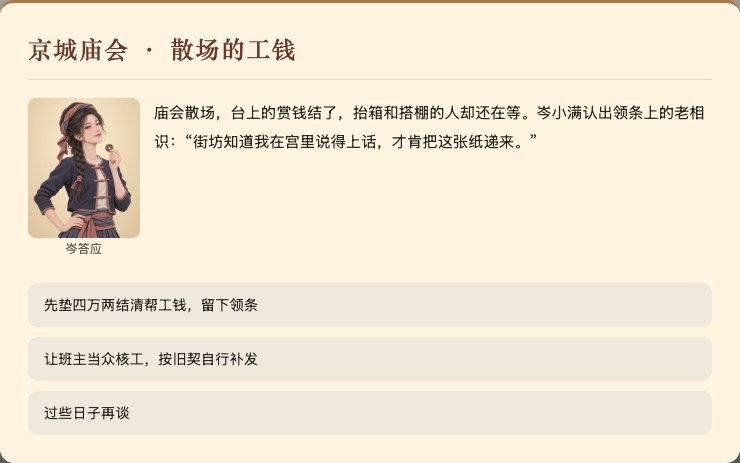 京城庙会 · 散场的工钱
庙会散场，台上的赏钱结了，抬箱和搭棚的人却还在等。岑小满认出领条上的老相
识：“街坊知道我在宫里说得上话，才肯把这张纸递来。”
岑答应
先垫四万两结清帮工钱，留下领条
让班主当众核工，按旧契自行补发
过些日子再谈